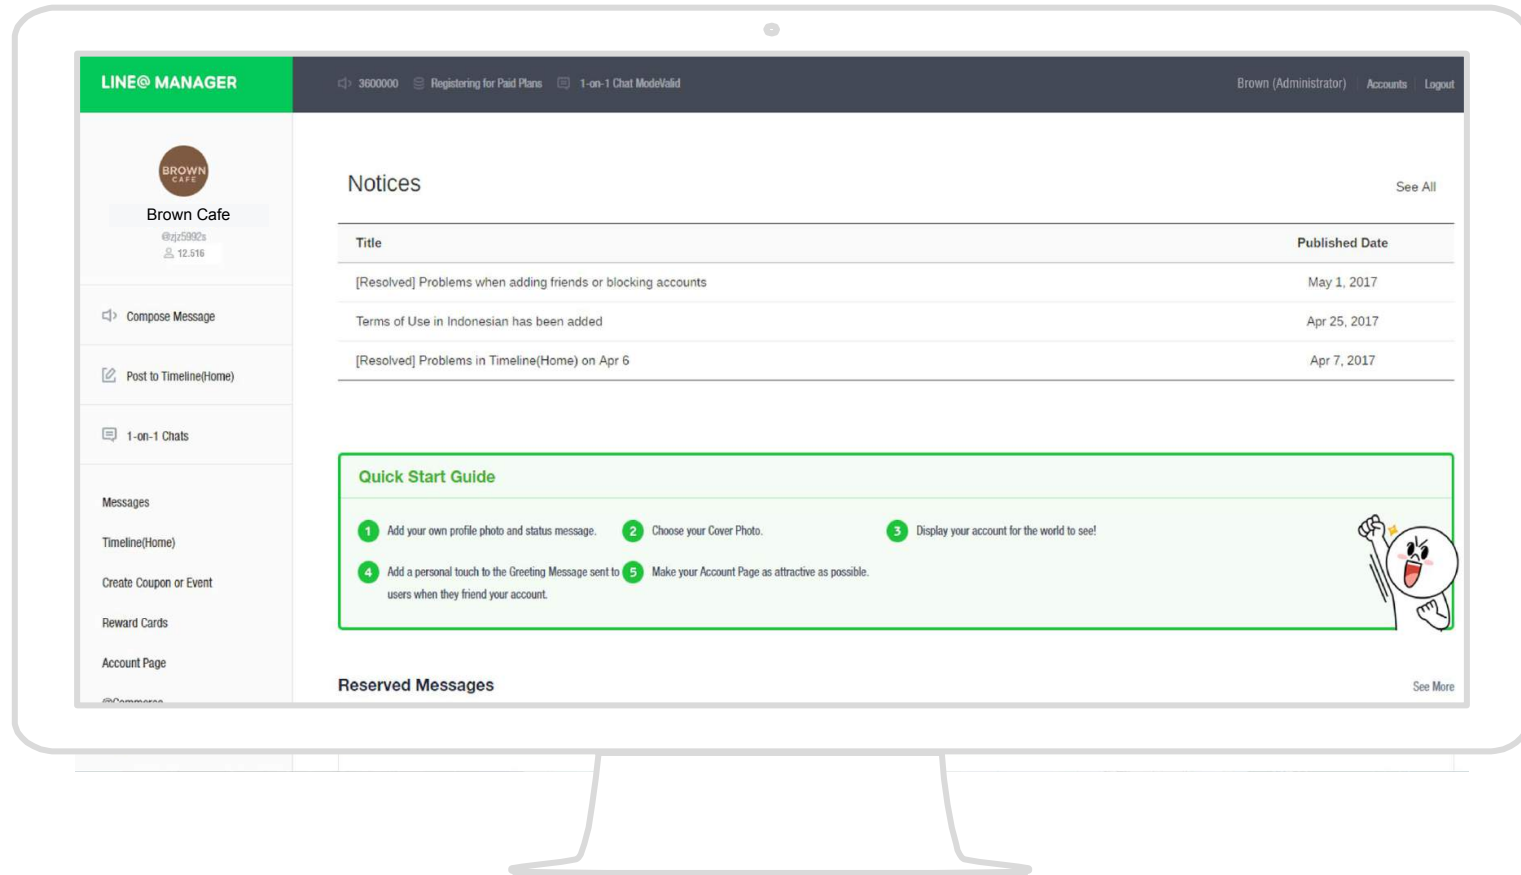 LINE@ MANAGER
3600000 Registering for Paid Plans 1-on-1 Chat ModeValid
Brown (Administrator) Accounts Logout
BROWN
CAFE
Brown Cafe
@zjz5992s
12.516
Compose Message
Post to Timeline(Home)
1-on-1 Chats
Messages
Timeline(Home)
Create Coupon or Event
Reward Cards
Account Page
@Commerce
Notices
See All
Title Published Date
[Resolved] Problems when adding friends or blocking accounts May 1, 2017
Terms of Use in Indonesian has been added Apr 25, 2017
[Resolved] Problems in Timeline(Home) on Apr 6 Apr 7, 2017
Quick Start Guide
1 Add your own profile photo and status message.
2 Choose your Cover Photo.
3 Display your account for the world to see!
4 Add a personal touch to the Greeting Message sent to
users when they friend your account.
5 Make your Account Page as attractive as possible.
Reserved Messages
See More